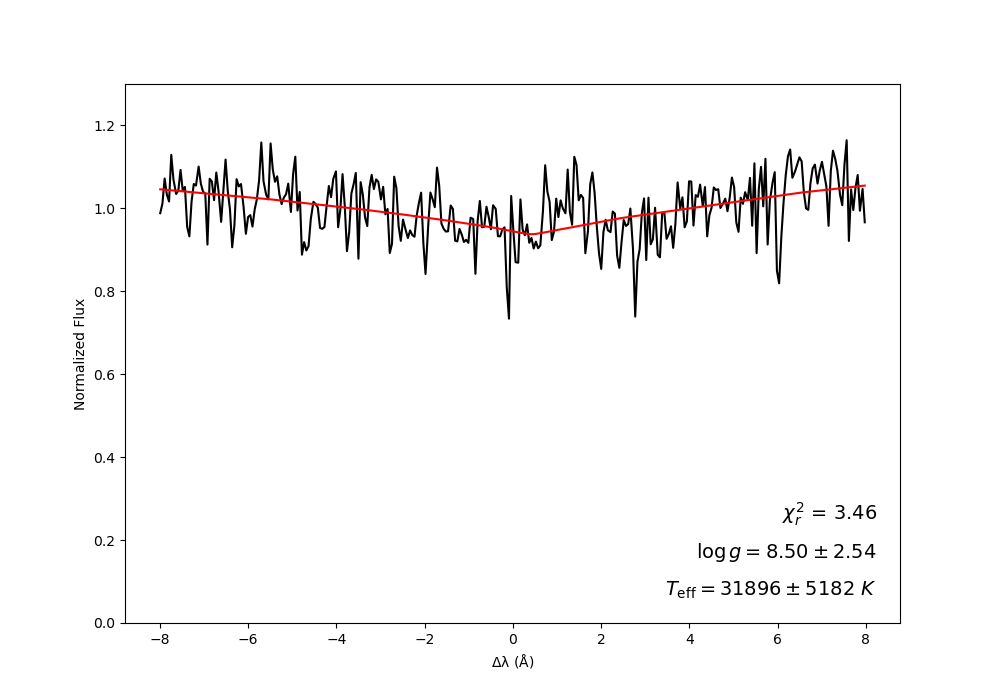 1.2
1.0
0.8
0.6
0.4
0.2
0.0
Normalized Flux
χ²ᵣ = 3.46
log g = 8.50 ± 2.54
T_eff = 31896 ± 5182 K
−8 −6 −4 −2 0 2 4 6 8
Δλ (Å)